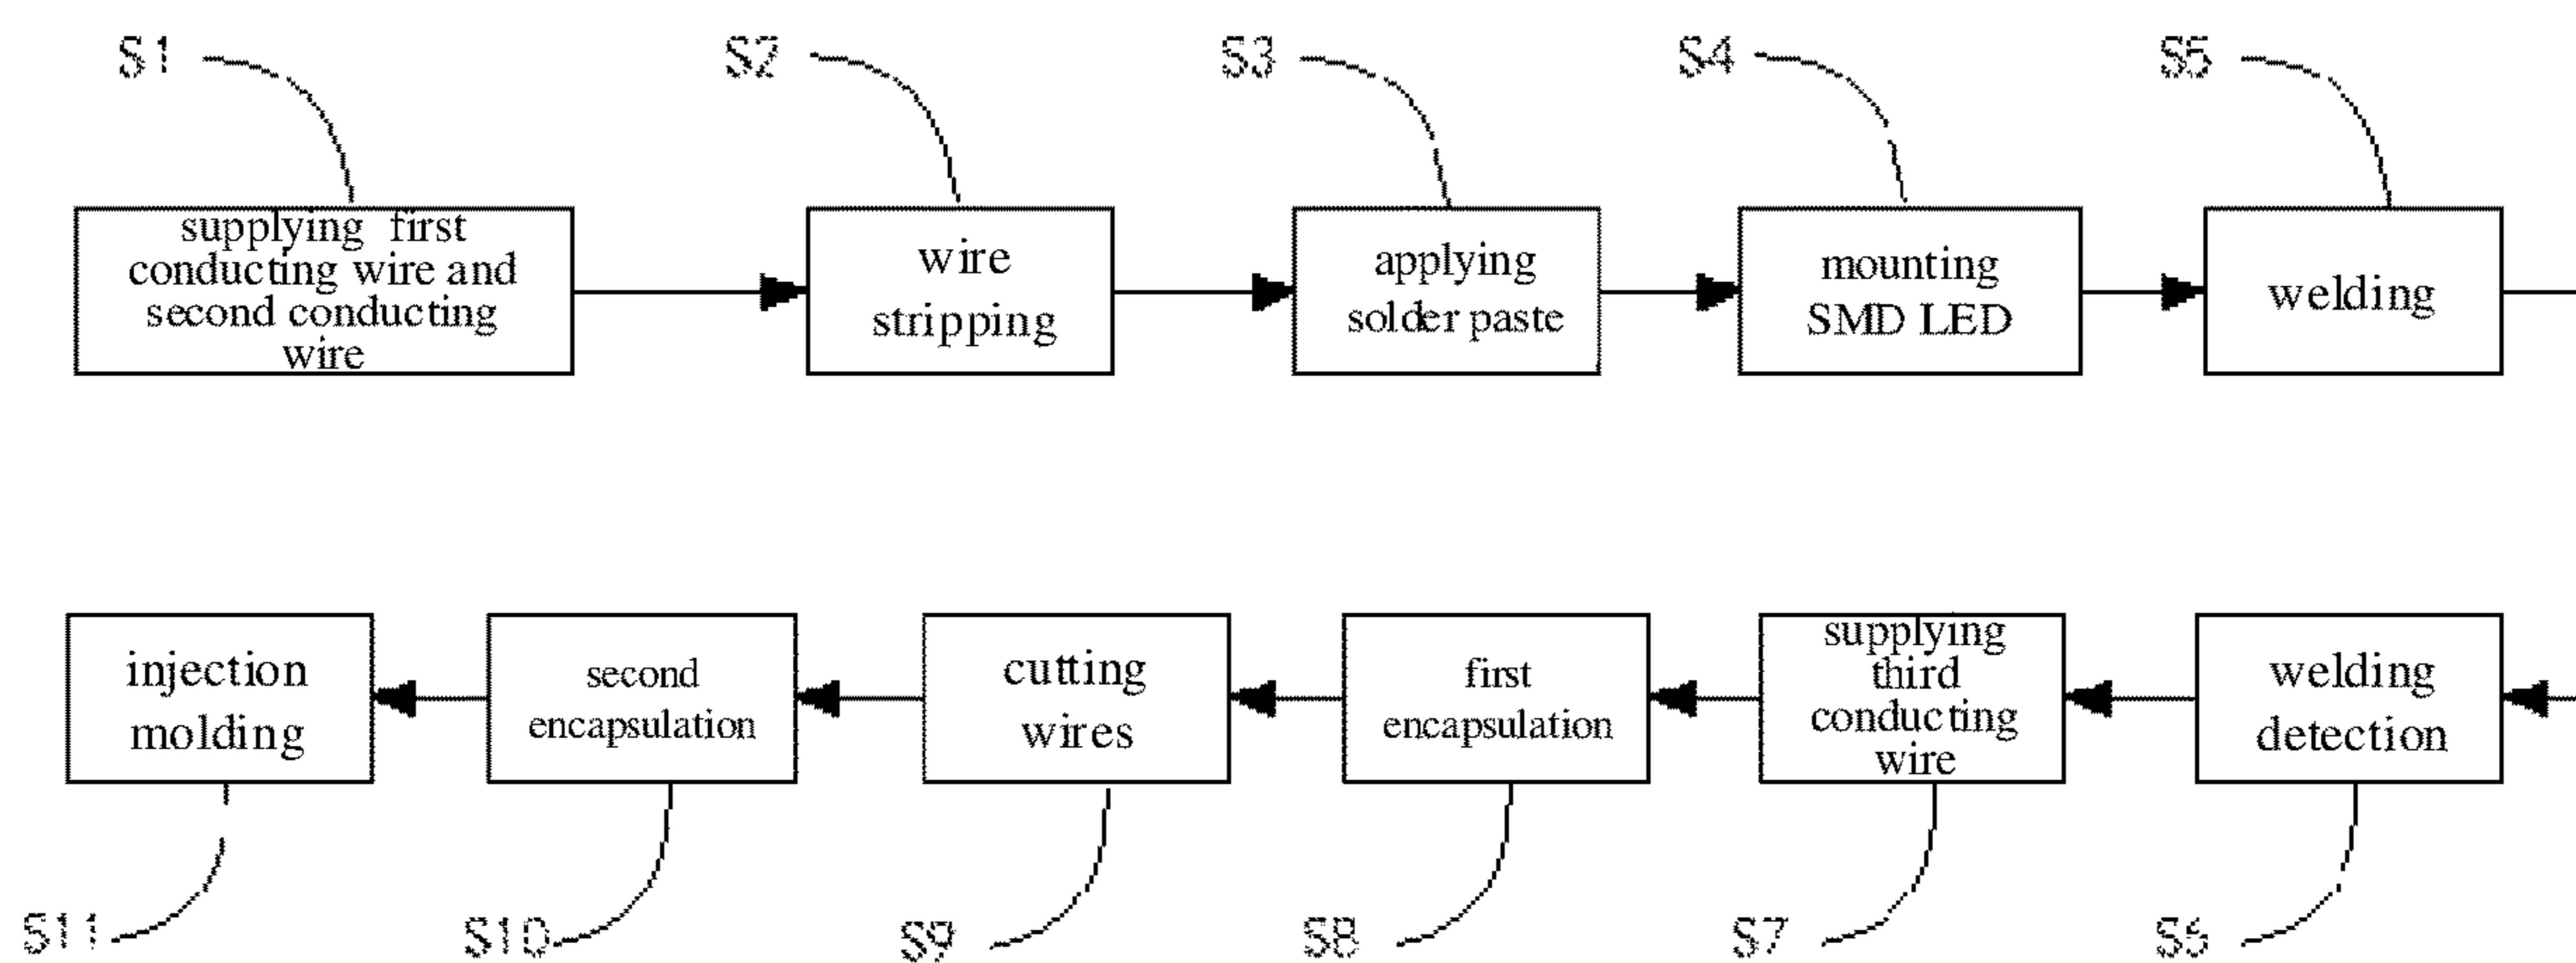 S1
S2
S3
S4
S5
supplying first
conducting wire and
second conducting
wire
wire
stripping
applying
solder paste
mounting
SMD LED
welding
injection
molding
second
encapsulation
cutting
wires
first
encapsulation
supplying
third
conducting
wire
welding
detection
S11
S10
S9
S8
S7
S6